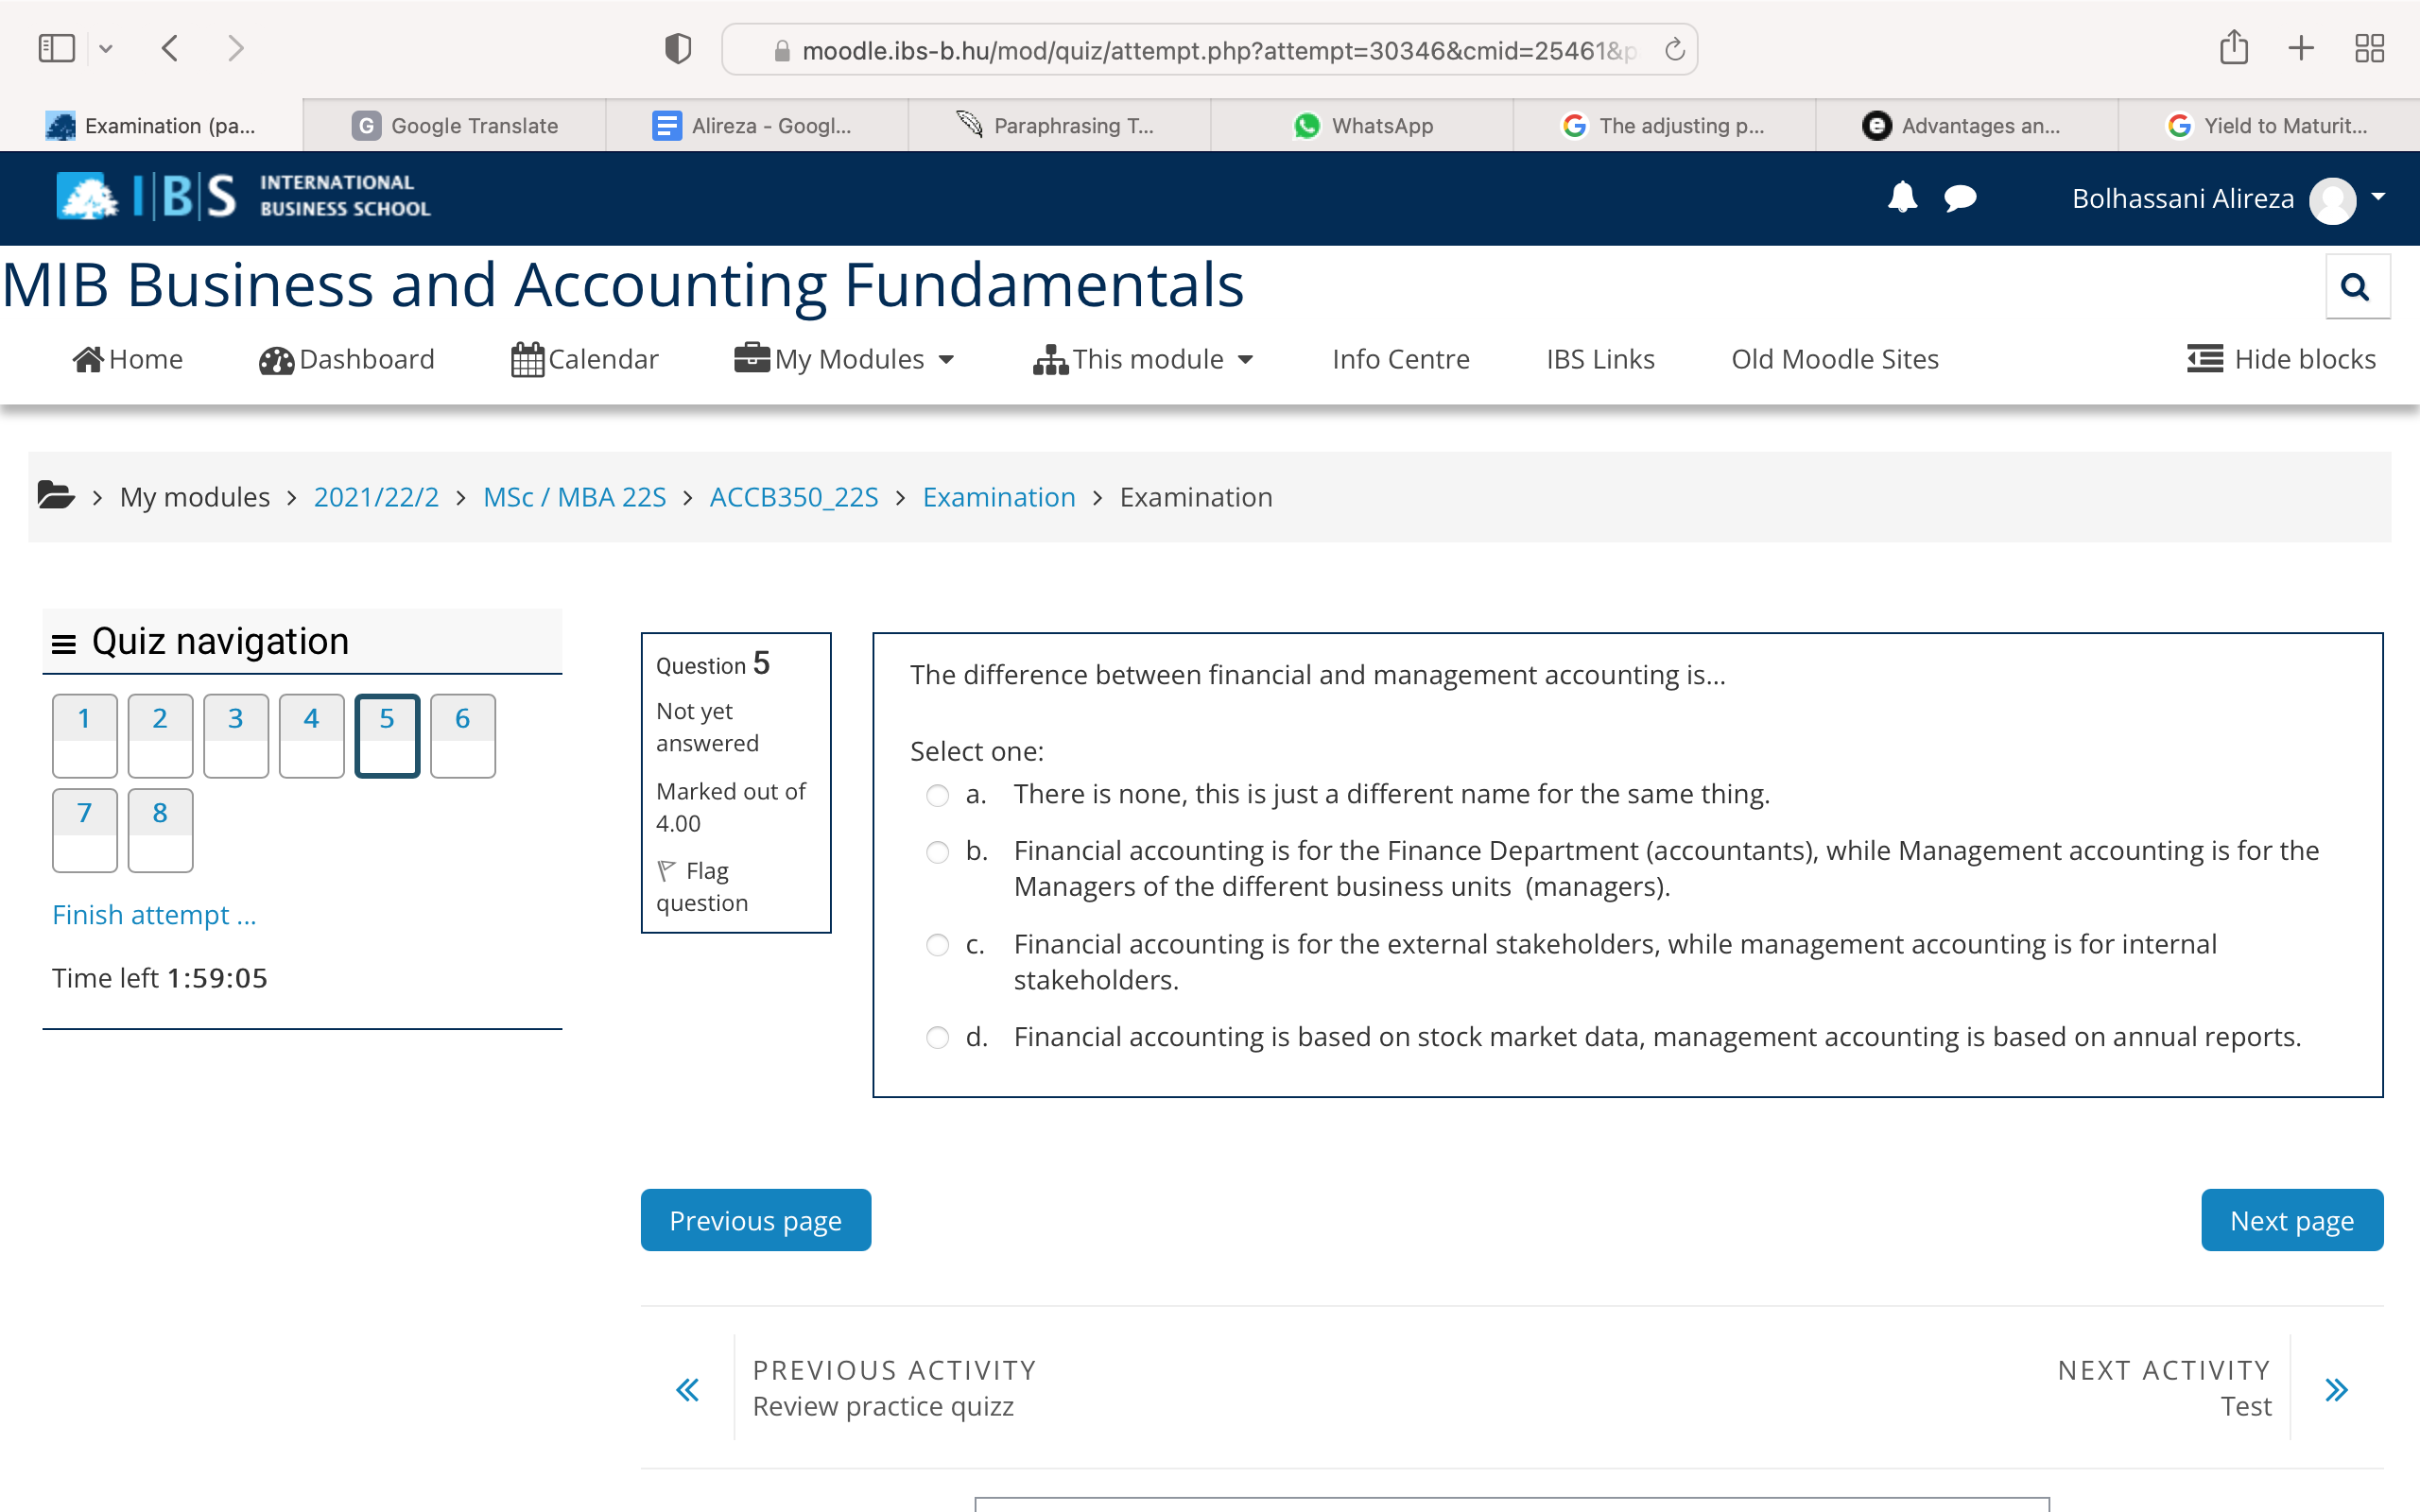 moodle.ibs-b.hu/mod/quiz/attempt.php?attempt=30346&cmid=25461&p
Examination (pa...
G Google Translate
Alireza - Googl...
Paraphrasing T...
WhatsApp
The adjusting p...
Advantages an...
Yield to Maturit...
IBS INTERNATIONAL
BUSINESS SCHOOL
Bolhassani Alireza
MIB Business and Accounting Fundamentals
Home Dashboard Calendar My Modules This module Info Centre IBS Links Old Moodle Sites Hide blocks
> My modules > 2021/22/2 > MSc / MBA 22S > ACCB350_22S > Examination > Examination
Quiz navigation
1 2 3 4 5 6
7 8
Finish attempt ...
Time left 1:59:05
Question 5
Not yet
answered
Marked out of
4.00
Flag
question
The difference between financial and management accounting is...
Select one:
a. There is none, this is just a different name for the same thing.
b. Financial accounting is for the Finance Department (accountants), while Management accounting is for the
Managers of the different business units (managers).
c. Financial accounting is for the external stakeholders, while management accounting is for internal
stakeholders.
d. Financial accounting is based on stock market data, management accounting is based on annual reports.
Previous page
Next page
PREVIOUS ACTIVITY
Review practice quizz
NEXT ACTIVITY
Test